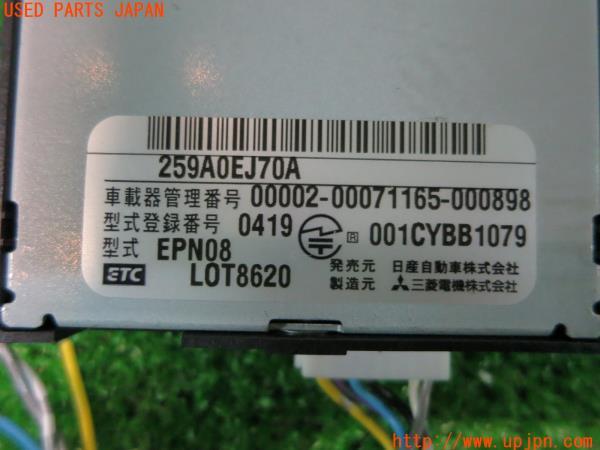 USED PARTS JAPAN
259A0EJ70A
車載器管理番号 00002-00071165-000898
型式登録番号 0419 R 001CYBB1079
型式 EPN08
ETC LOT8620 発売元 日産自動車株式会社
製造元 三菱電機株式会社
http://www.upjpn.com/